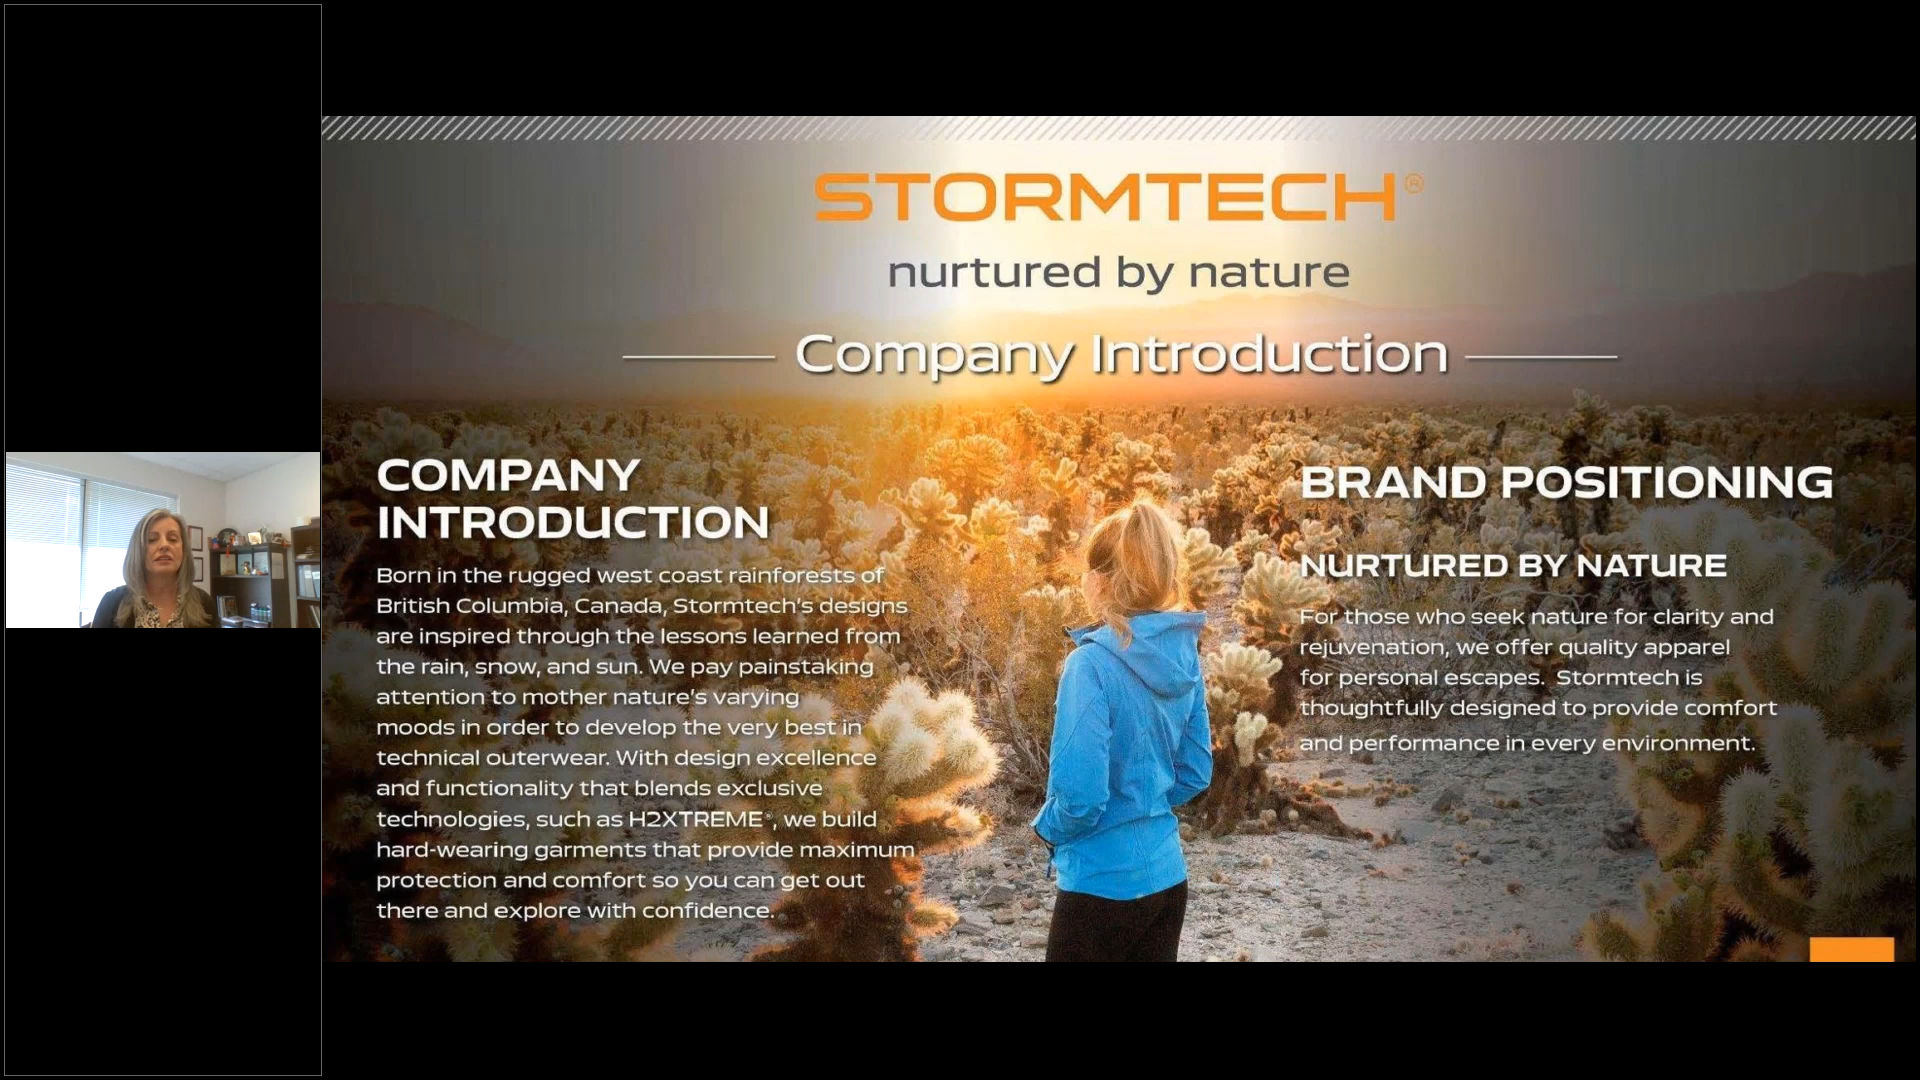 STORMTECH®
nurtured by nature
Company Introduction
COMPANY
INTRODUCTION
Born in the rugged west coast rainforests of
British Columbia, Canada, Stormtech's designs
are inspired through the lessons learned from
the rain, snow, and sun. We pay painstaking
attention to mother nature's varying
moods in order to develop the very best in
technical outerwear. With design excellence
and functionality that blends exclusive
technologies, such as H2XTREME®, we build
hard-wearing garments that provide maximum
protection and comfort so you can get out
there and explore with confidence.
BRAND POSITIONING
NURTURED BY NATURE
For those who seek nature for clarity and
rejuvenation, we offer quality apparel
for personal escapes. Stormtech is
thoughtfully designed to provide comfort
and performance in every environment.